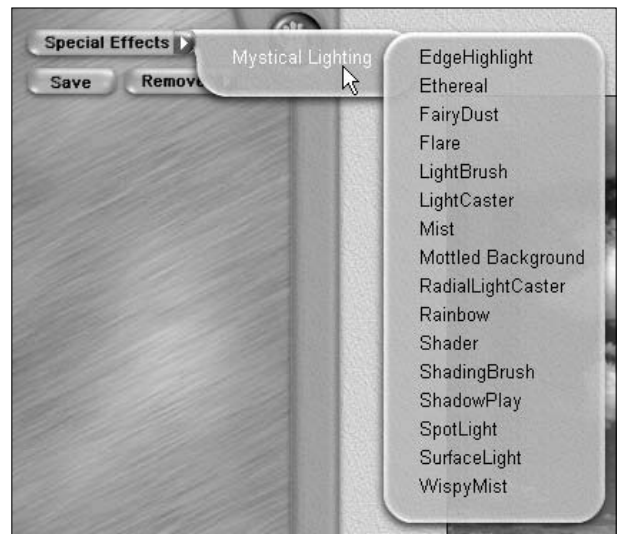 Special Effects
Mystical Lighting
Save
EdgeHighlight
Ethereal
FairyDust
Flare
LightBrush
LightCaster
Mist
Mottled Background
RadialLightCaster
Rainbow
Shader
ShadingBrush
ShadowPlay
SpotLight
SurfaceLight
WispyMist